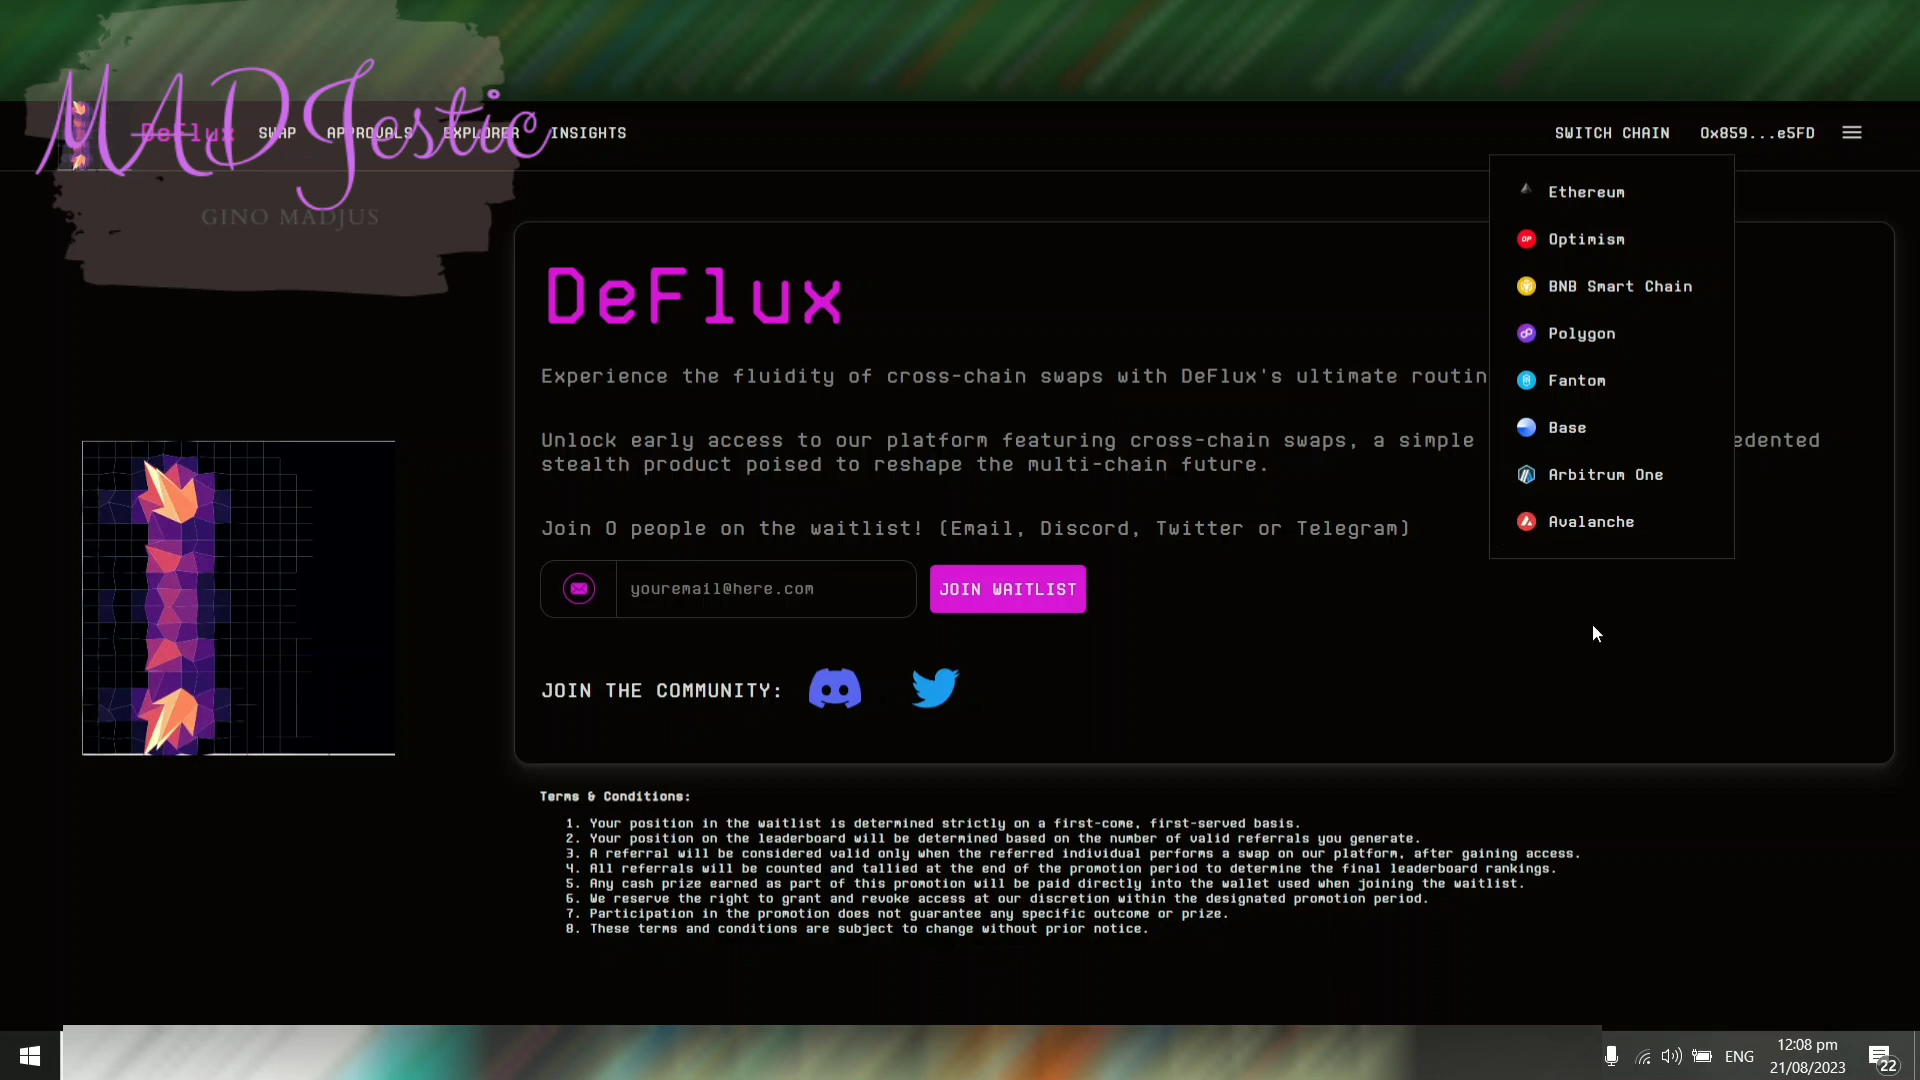 MADJestic
GINO MADJUS
DeFlux SWAP APPROVALS EXPLORER INSIGHTS
SWITCH CHAIN 0x859...e5FD
Ethereum
Optimism
BNB Smart Chain
Polygon
Fantom
Base
Arbitrum One
Avalanche
DeFlux
Experience the fluidity of cross-chain swaps with DeFlux's ultimate routin
Unlock early access to our platform featuring cross-chain swaps, a simple edented
stealth product poised to reshape the multi-chain future.
Join 0 people on the waitlist! (Email, Discord, Twitter or Telegram)
youremail@here.com
JOIN WAITLIST
JOIN THE COMMUNITY:
Terms & Conditions:
1. Your position in the waitlist is determined strictly on a first-come, first-served basis.
2. Your position on the leaderboard will be determined based on the number of valid referrals you generate.
3. A referral will be considered valid only when the referred individual performs a swap on our platform, after gaining access.
4. All referrals will be counted and tallied at the end of the promotion period to determine the final leaderboard rankings.
5. Any cash prize earned as part of this promotion will be paid directly into the wallet used when joining the waitlist.
6. We reserve the right to grant and revoke access at our discretion within the designated promotion period.
7. Participation in the promotion does not guarantee any specific outcome or prize.
8. These terms and conditions are subject to change without prior notice.
ENG
12:08 pm
21/08/2023
22